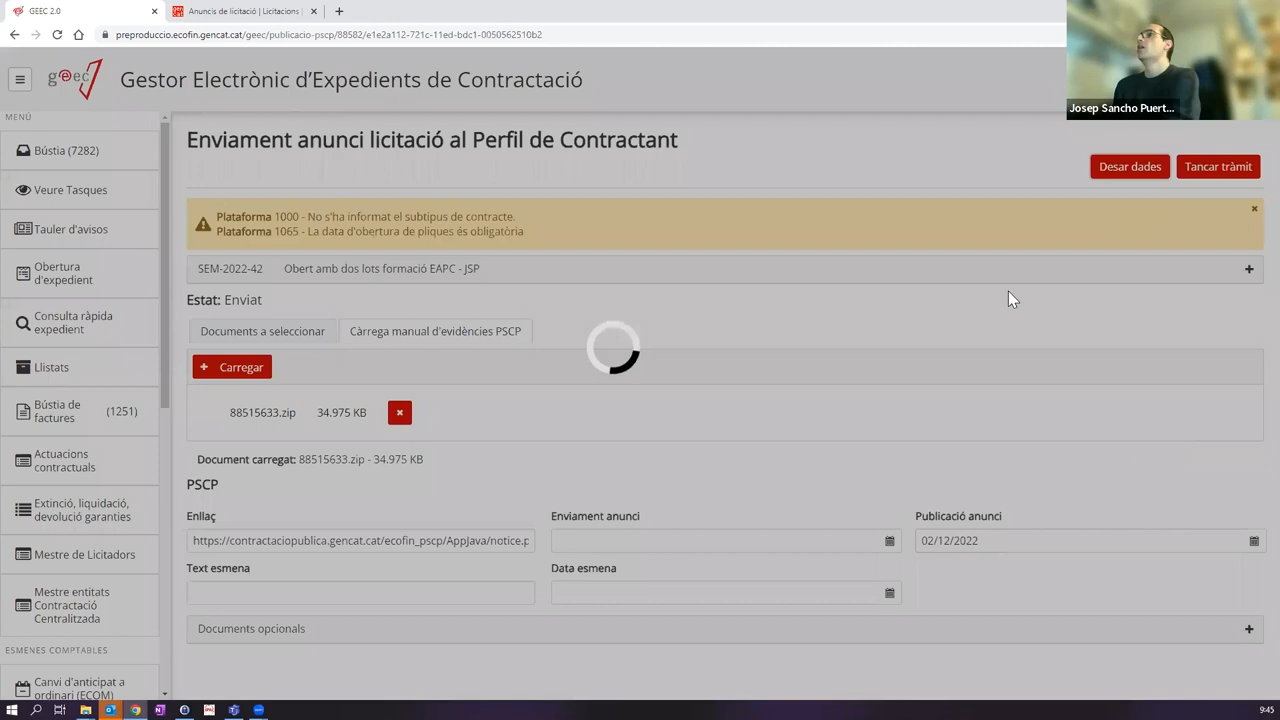 GEEC 2.0
Anuncis de licitació | Licitacions
preproduccio.ecofin.gencat.cat/geec/publicacio-pscp/88582/e1e2a112-721c-11ed-bdc1-0050562510b2
Josep Sancho Puert...
geec
Gestor Electrònic d'Expedients de Contractació
MENÚ
Bústia (7282)
Veure Tasques
Tauler d'avisos
Obertura
d'expedient
Consulta ràpida
expedient
Llistats
Bústia de
factures (1251)
Actuacions
contractuals
Extinció, liquidació,
devolució garanties
Mestre de Licitadors
Mestre entitats
Contractació
Centralitzada
ESMENES COMPTABLES
Canvi d'anticipat a
ordinari (ECOM)
Enviament anunci licitació al Perfil de Contractant
Desar dades
Tancar tràmit
Plataforma 1000 - No s'ha informat el subtipus de contracte.
Plataforma 1065 - La data d'obertura de pliques és obligatòria
SEM-2022-42 Obert amb dos lots formació EAPC - JSP
Estat: Enviat
Documents a seleccionar
Càrrega manual d'evidències PSCP
Carregar
88515633.zip 34.975 KB
Document carregat: 88515633.zip - 34.975 KB
PSCP
Enllaç
Enviament anunci
Publicació anunci
https://contractaciopublica.gencat.cat/ecofin_pscp/AppJava/notice.p
02/12/2022
Text esmena
Data esmena
Documents opcionals
9:45